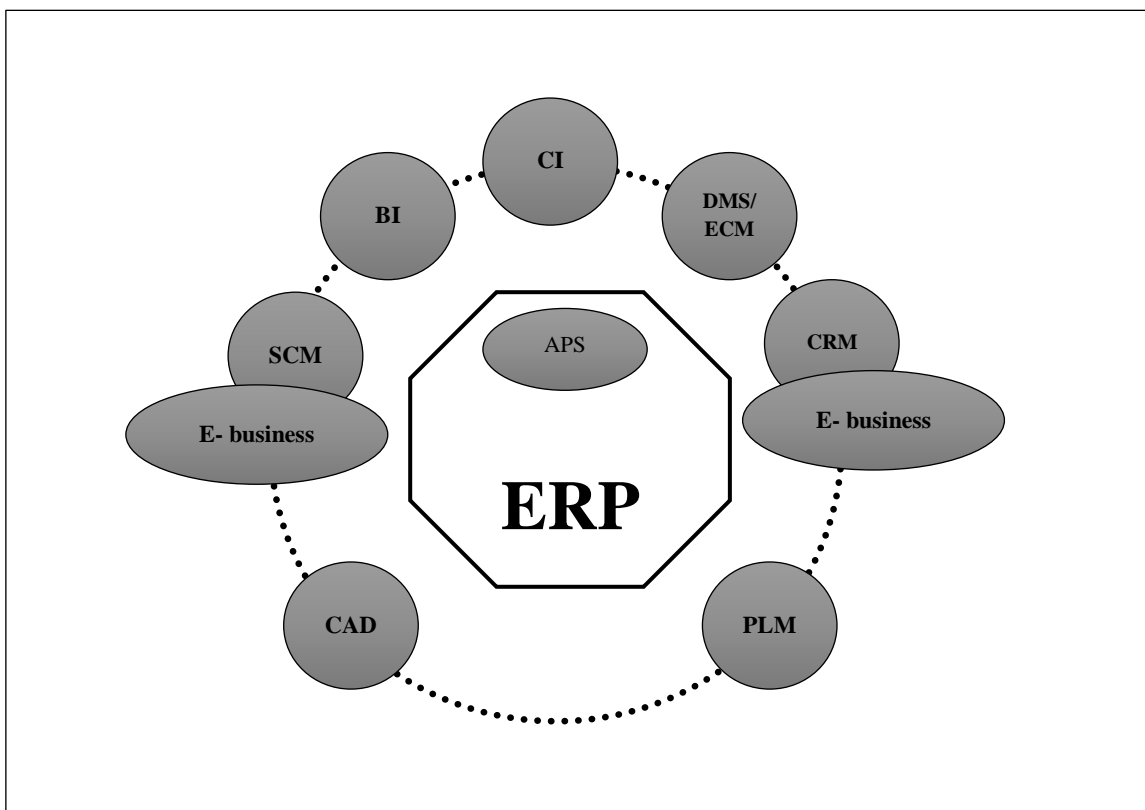 CI
BI
DMS/
ECM
SCM
APS
CRM
E- business
E- business
ERP
CAD
PLM